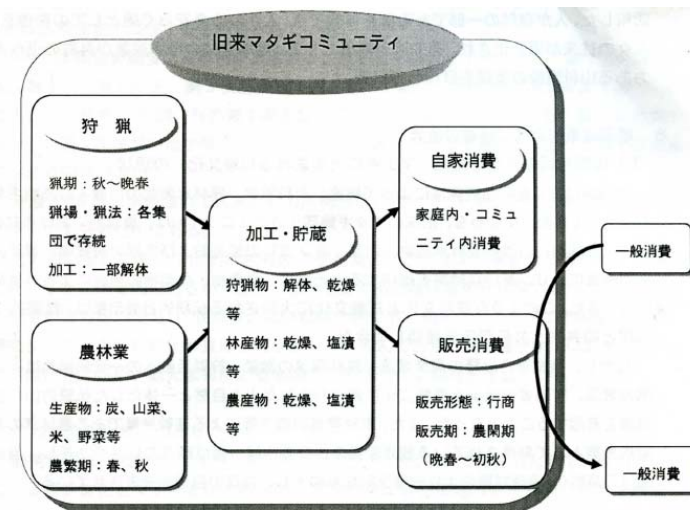 旧来マタギコミュニティ
狩 猟
猟期：秋～晩春
猟場・猟法：各集
団で存続
加工：一部解体
農林業
生産物：炭、山菜、
米、野菜等
農繁期：春、秋
加工・貯蔵
狩猟物：解体、乾燥
等
林産物：乾燥、塩漬
等
農産物：乾燥、塩漬
等
自家消費
家庭内・コミュ
ニティ内消費
販売消費
販売形態：行商
販売期：農閑期
（晩春～初秋）
一般消費
一般消費